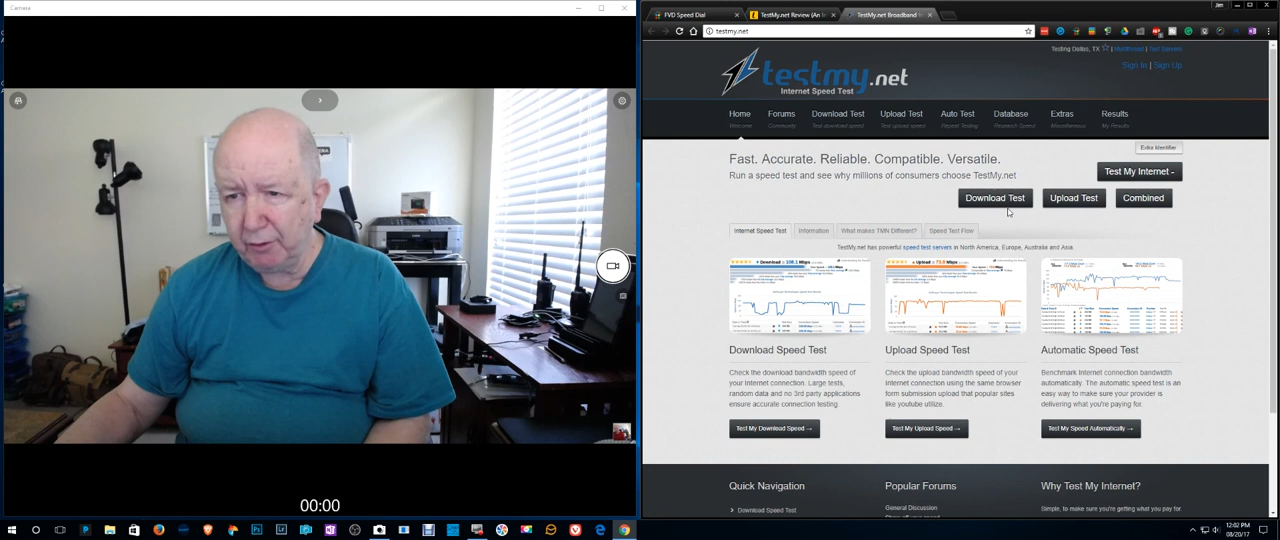 Camera
00:00
Jim
FVD Speed Dial
TestMy.net Review (An In
TestMy.net Broadband In
testmy.net
Testing Dallas, TX | Multithread | Test Servers
Sign In | Sign Up
testmy.net
Internet Speed Test
Home Forums Download Test Upload Test Auto Test Database Extras Results
Welcome Community Test download speed Test upload speed Repeat Testing Research Speed Miscellaneous My Results
Extra Identifier
Fast. Accurate. Reliable. Compatible. Versatile.
Run a speed test and see why millions of consumers choose TestMy.net
Test My Internet -
Download Test Upload Test Combined
Internet Speed Test Information What makes TMN Different? Speed Test Flow
TestMy.net has powerful speed test servers in North America, Europe, Australia and Asia.
Download Speed Test
Check the download bandwidth speed of
your Internet connection. Large tests,
random data and no 3rd party applications
ensure accurate connection testing.
Test My Download Speed →
Upload Speed Test
Check the upload bandwidth speed of your
Internet connection using the same browser
form submission upload that popular sites
like youtube utilize.
Test My Upload Speed →
Automatic Speed Test
Benchmark Internet connection bandwidth
automatically. The automatic speed test is an
easy way to make sure your provider is
delivering what you're paying for.
Test My Speed Automatically →
Quick Navigation
Download Speed Test
Popular Forums
General Discussion
Why Test My Internet?
Simple, to make sure you're getting what you pay for.
12:02 PM
08/20/17